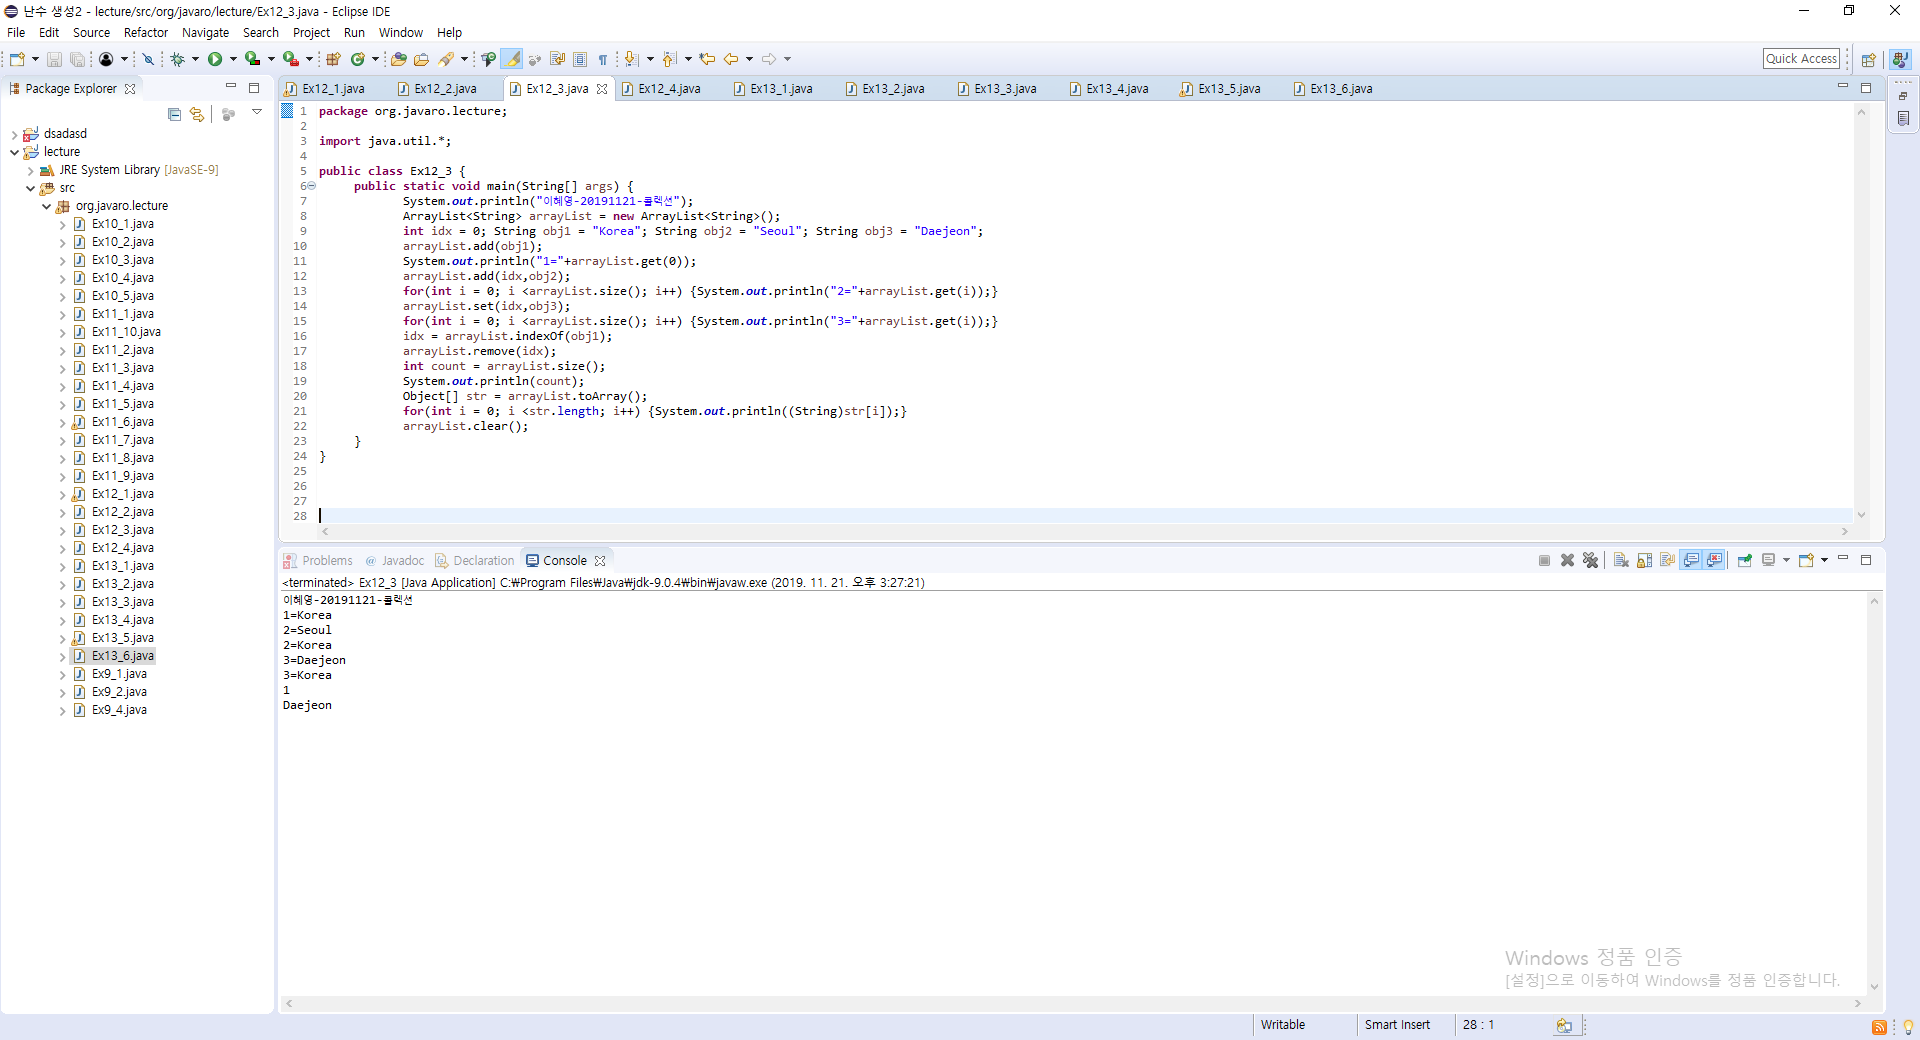 난수 생성2 - lecture/src/org/javaro/lecture/Ex12_3.java - Eclipse IDE
File Edit Source Refactor Navigate Search Project Run Window Help
Quick Access
Package Explorer
dsadasd
lecture
JRE System Library [JavaSE-9]
src
org.javaro.lecture
Ex10_1.java
Ex10_2.java
Ex10_3.java
Ex10_4.java
Ex10_5.java
Ex11_1.java
Ex11_10.java
Ex11_2.java
Ex11_3.java
Ex11_4.java
Ex11_5.java
Ex11_6.java
Ex11_7.java
Ex11_8.java
Ex11_9.java
Ex12_1.java
Ex12_2.java
Ex12_3.java
Ex12_4.java
Ex13_1.java
Ex13_2.java
Ex13_3.java
Ex13_4.java
Ex13_5.java
Ex13_6.java
Ex9_1.java
Ex9_2.java
Ex9_4.java
Ex12_1.java Ex12_2.java Ex12_3.java Ex12_4.java Ex13_1.java Ex13_2.java Ex13_3.java Ex13_4.java Ex13_5.java Ex13_6.java
1 package org.javaro.lecture;
2
3 import java.util.*;
4
5 public class Ex12_3 {
6 public static void main(String[] args) {
7 System.out.println("이혜영-20191121-콜렉션");
8 ArrayList<String> arrayList = new ArrayList<String>();
9 int idx = 0; String obj1 = "Korea"; String obj2 = "Seoul"; String obj3 = "Daejeon";
10 arrayList.add(obj1);
11 System.out.println("1="+arrayList.get(0));
12 arrayList.add(idx,obj2);
13 for(int i = 0; i <arrayList.size(); i++) {System.out.println("2="+arrayList.get(i));}
14 arrayList.set(idx,obj3);
15 for(int i = 0; i <arrayList.size(); i++) {System.out.println("3="+arrayList.get(i));}
16 idx = arrayList.indexOf(obj1);
17 arrayList.remove(idx);
18 int count = arrayList.size();
19 System.out.println(count);
20 Object[] str = arrayList.toArray();
21 for(int i = 0; i <str.length; i++) {System.out.println((String)str[i]);}
22 arrayList.clear();
23 }
24 }
25
26
27
28
Problems @ Javadoc Declaration Console
<terminated> Ex12_3 [Java Application] C:₩Program Files₩Java₩jdk-9.0.4₩bin₩javaw.exe (2019. 11. 21. 오후 3:27:21)
이혜영-20191121-콜렉션
1=Korea
2=Seoul
2=Korea
3=Daejeon
3=Korea
1
Daejeon
Windows 정품 인증
[설정]으로 이동하여 Windows를 정품 인증합니다.
Writable Smart Insert 28 : 1